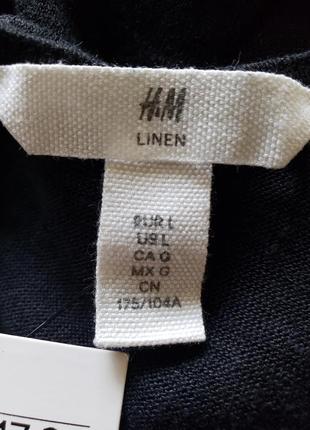 H&M
LINEN
EUR L
US L
CA G
MX G
CN
175/104A